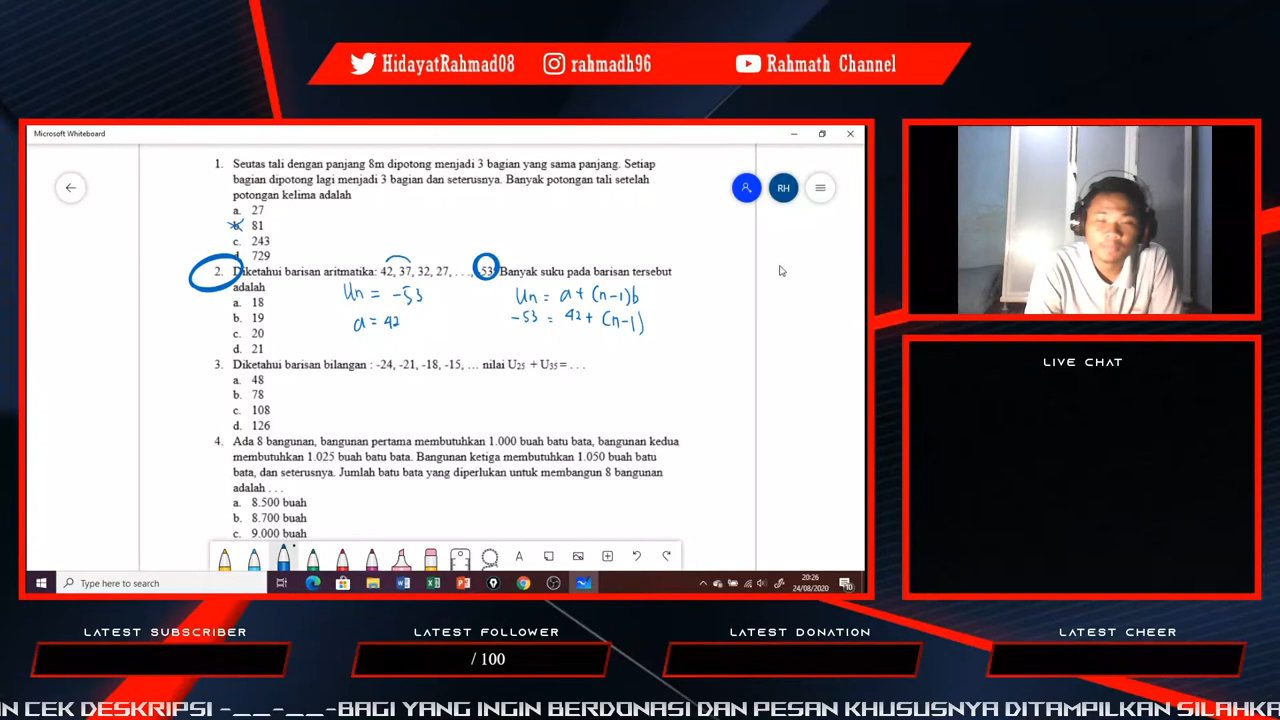 HidayatRahmad08 rahmadh96 Rahmath Channel
Microsoft Whiteboard
RH
1. Seutas tali dengan panjang 8m dipotong menjadi 3 bagian yang sama panjang. Setiap
bagian dipotong lagi menjadi 3 bagian dan seterusnya. Banyak potongan tali setelah
potongan kelima adalah
a. 27
b. 81
c. 243
d. 729
2. Diketahui barisan aritmatika: 42, 37, 32, 27, . . ., -53. Banyak suku pada barisan tersebut
adalah
Un = -53
Un = a + (n-1)b
a. 18
a = 42
-53 = 42 + (n-1)
b. 19
c. 20
d. 21
3. Diketahui barisan bilangan : -24, -21, -18, -15, … nilai U25 + U35 = . . .
a. 48
b. 78
c. 108
d. 126
4. Ada 8 bangunan, bangunan pertama membutuhkan 1.000 buah batu bata, bangunan kedua
membutuhkan 1.025 buah batu bata. Bangunan ketiga membutuhkan 1.050 buah batu
bata, dan seterusnya. Jumlah batu bata yang diperlukan untuk membangun 8 bangunan
adalah . . .
a. 8.500 buah
b. 8.700 buah
c. 9.000 buah
Type here to search
20:26
24/08/2020
LIVE CHAT
LATEST SUBSCRIBER LATEST FOLLOWER LATEST DONATION LATEST CHEER
/ 100
N CEK DESKRIPSI -__--__-BAGI YANG INGIN BERDONASI DAN PESAN KHUSUSNYA DITAMPILKAN SILAHKA